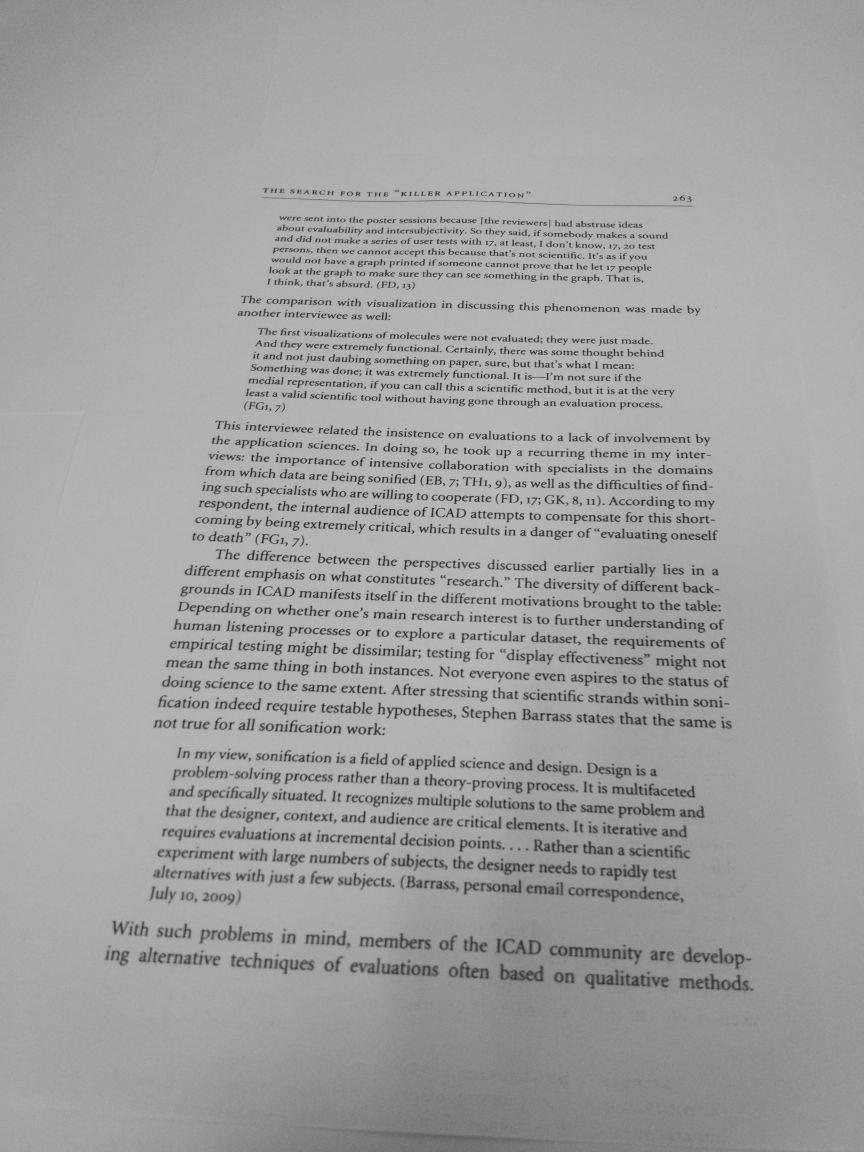 THE SEARCH FOR THE "KILLER APPLICATION" 263
were sent into the poster sessions because [the reviewers] had abstruse ideas
about evaluability and intersubjectivity. So they said, if somebody makes a sound
and did not make a series of user tests with 17, at least, I don't know, 17, 20 test
persons, then we cannot accept this because that's not scientific. It's as if you
would not have a graph printed if someone cannot prove that he let 17 people
look at the graph to make sure they can see something in the graph. That is,
I think, that's absurd. (FD, 13)
The comparison with visualization in discussing this phenomenon was made by
another interviewee as well:
The first visualizations of molecules were not evaluated; they were just made.
And they were extremely functional. Certainly, there was some thought behind
it and not just daubing something on paper, sure, but that's what I mean:
Something was done; it was extremely functional. It is—I'm not sure if the
medial representation, if you can call this a scientific method, but it is at the very
least a valid scientific tool without having gone through an evaluation process.
(FG1, 7)
This interviewee related the insistence on evaluations to a lack of involvement by
the application sciences. In doing so, he took up a recurring theme in my inter-
views: the importance of intensive collaboration with specialists in the domains
from which data are being sonified (EB, 7; TH1, 9), as well as the difficulties of find-
ing such specialists who are willing to cooperate (FD, 17; GK, 8, 11). According to my
respondent, the internal audience of ICAD attempts to compensate for this short-
coming by being extremely critical, which results in a danger of "evaluating oneself
to death" (FG1, 7).
The difference between the perspectives discussed earlier partially lies in a
different emphasis on what constitutes "research." The diversity of different back-
grounds in ICAD manifests itself in the different motivations brought to the table:
Depending on whether one's main research interest is to further understanding of
human listening processes or to explore a particular dataset, the requirements of
empirical testing might be dissimilar; testing for "display effectiveness" might not
mean the same thing in both instances. Not everyone even aspires to the status of
doing science to the same extent. After stressing that scientific strands within soni-
fication indeed require testable hypotheses, Stephen Barrass states that the same is
not true for all sonification work:
In my view, sonification is a field of applied science and design. Design is a
problem-solving process rather than a theory-proving process. It is multifaceted
and specifically situated. It recognizes multiple solutions to the same problem and
that the designer, context, and audience are critical elements. It is iterative and
requires evaluations at incremental decision points. . . . Rather than a scientific
experiment with large numbers of subjects, the designer needs to rapidly test
alternatives with just a few subjects. (Barrass, personal email correspondence,
July 10, 2009)
With such problems in mind, members of the ICAD community are develop-
ing alternative techniques of evaluations often based on qualitative methods.